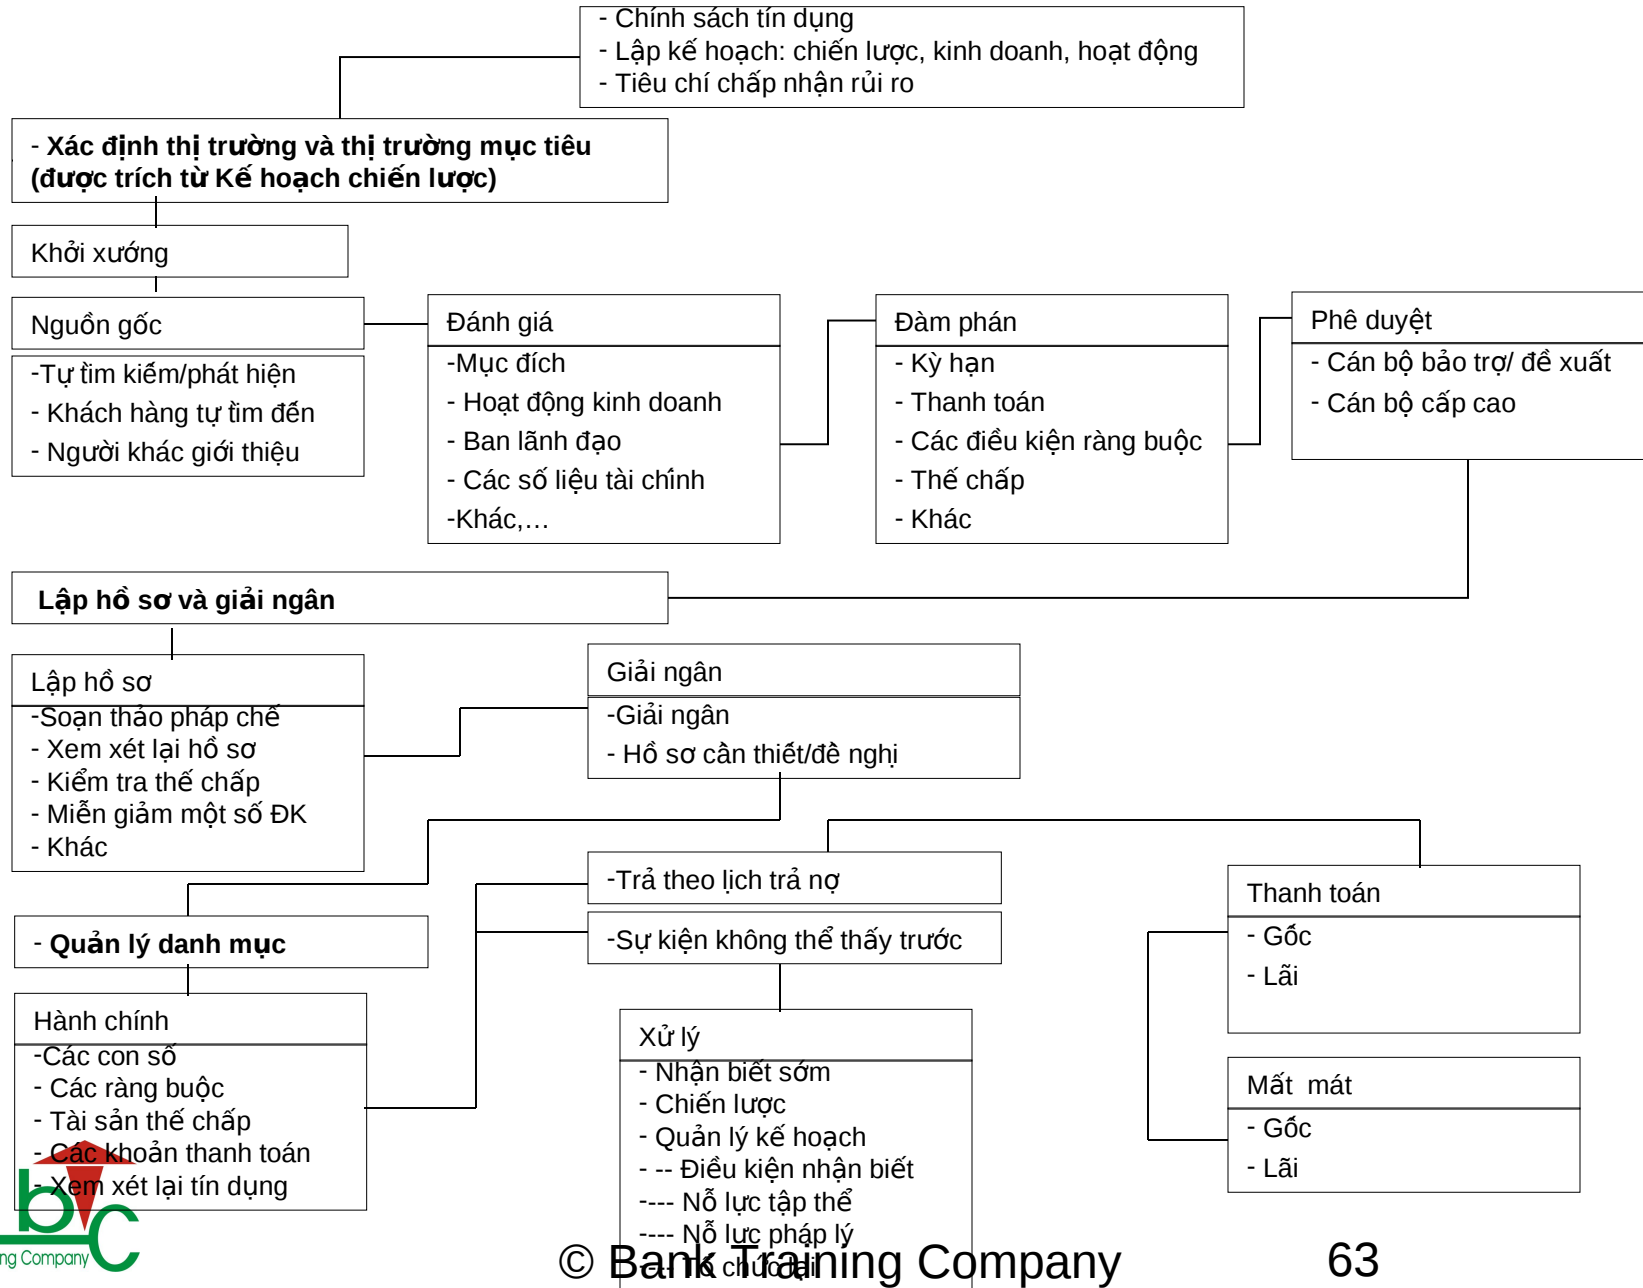 - Chính sách tín dụng
- Lập kế hoạch: chiến lược, kinh doanh, hoạt động
- Tiêu chí chấp nhận rủi ro
- Xác định thị trường và thị trường mục tiêu
(được trích từ Kế hoạch chiến lược)
Khởi xướng
Nguồn gốc
-Tự tìm kiếm/phát hiện
- Khách hàng tự tìm đến
- Người khác giới thiệu
Đánh giá
-Mục đích
- Hoạt động kinh doanh
- Ban lãnh đạo
- Các số liệu tài chính
-Khác,…
Đàm phán
- Kỳ hạn
- Thanh toán
- Các điều kiện ràng buộc
- Thế chấp
- Khác
Phê duyệt
- Cán bộ bảo trợ/ đề xuất
- Cán bộ cấp cao
Lập hồ sơ và giải ngân
Lập hồ sơ
-Soạn thảo pháp chế
- Xem xét lại hồ sơ
- Kiểm tra thế chấp
- Miễn giảm một số ĐK
- Khác
Giải ngân
-Giải ngân
- Hồ sơ cần thiết/đề nghị
-Trả theo lịch trả nợ
-Sự kiện không thể thấy trước
Thanh toán
- Gốc
- Lãi
Mất mát
- Gốc
- Lãi
- Quản lý danh mục
Hành chính
-Các con số
- Các ràng buộc
- Tài sản thế chấp
- Các khoản thanh toán
- Xem xét lại tín dụng
Xử lý
- Nhận biết sớm
- Chiến lược
- Quản lý kế hoạch
- -- Điều kiện nhận biết
---- Nỗ lực tập thể
---- Nỗ lực pháp lý
---- Tổ chức lại
btc
ng Company
© Bank Training Company
63